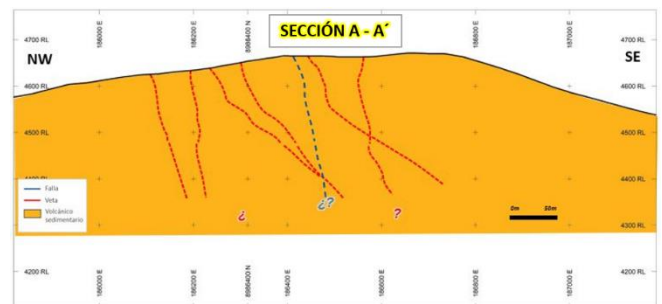 SECCIÓN A - A´
186000 E
186200 E
8986400 N
186400 E
186600 E
186800 E
187000 E
4700 RL
4700 RL
NW
SE
4600 RL
4600 RL
4500 RL
4500 RL
4400 RL
4400 RL
Falla
Veta
Volcánico
sedimentario
¿
¿?
?
0m
50m
4300 RL
4300 RL
4200 RL
4200 RL
186000 E
186200 E
8986400 N
186400 E
186600 E
186800 E
187000 E